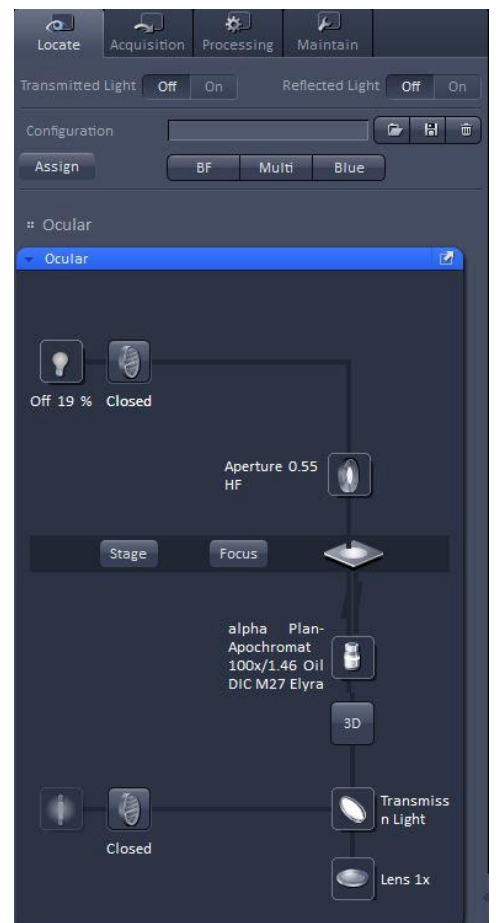 Locate Acquisition Processing Maintain
Transmitted Light Off On Reflected Light Off On
Configuration
Assign BF Multi Blue
Ocular
Ocular
Off 19 % Closed
Aperture 0.55
HF
Stage Focus
alpha Plan-
Apochromat
100x/1.46 Oil
DIC M27 Elyra
3D
Transmiss
n Light
Closed
Lens 1x